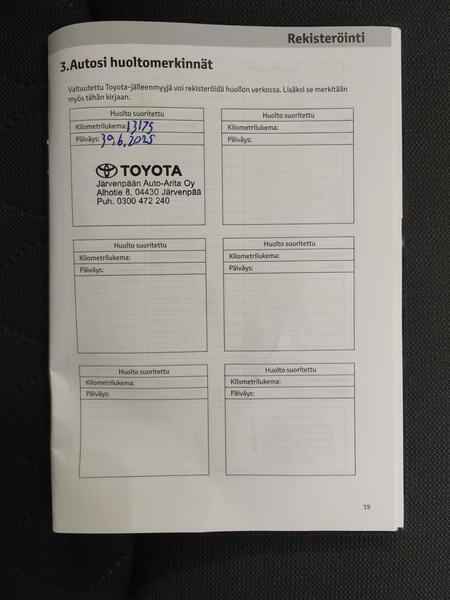 Rekisteröinti
3.Autosi huoltomerkinnät
Valtuutettu Toyota-jälleenmyyjä voi rekisteröidä huollon verkossa. Lisäksi se merkitään
myös tähän kirjaan.
Huolto suoritettu
Kilometrilukema: 13175
Päiväys: 30.6.2025
TOYOTA
Järvenpään Auto-Arita Oy
Alhotie 8, 04430 Järvenpää
Puh. 0300 472 240
Huolto suoritettu
Kilometrilukema:
Päiväys:
Huolto suoritettu
Kilometrilukema:
Päiväys:
Huolto suoritettu
Kilometrilukema:
Päiväys:
Huolto suoritettu
Kilometrilukema:
Päiväys:
Huolto suoritettu
Kilometrilukema:
Päiväys:
19